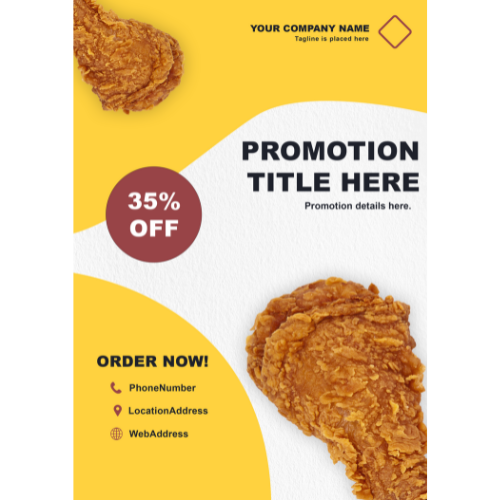 YOUR COMPANY NAME
Tagline is placed here
PROMOTION
TITLE HERE
Promotion details here.
35%
OFF
ORDER NOW!
PhoneNumber
LocationAddress
WebAddress